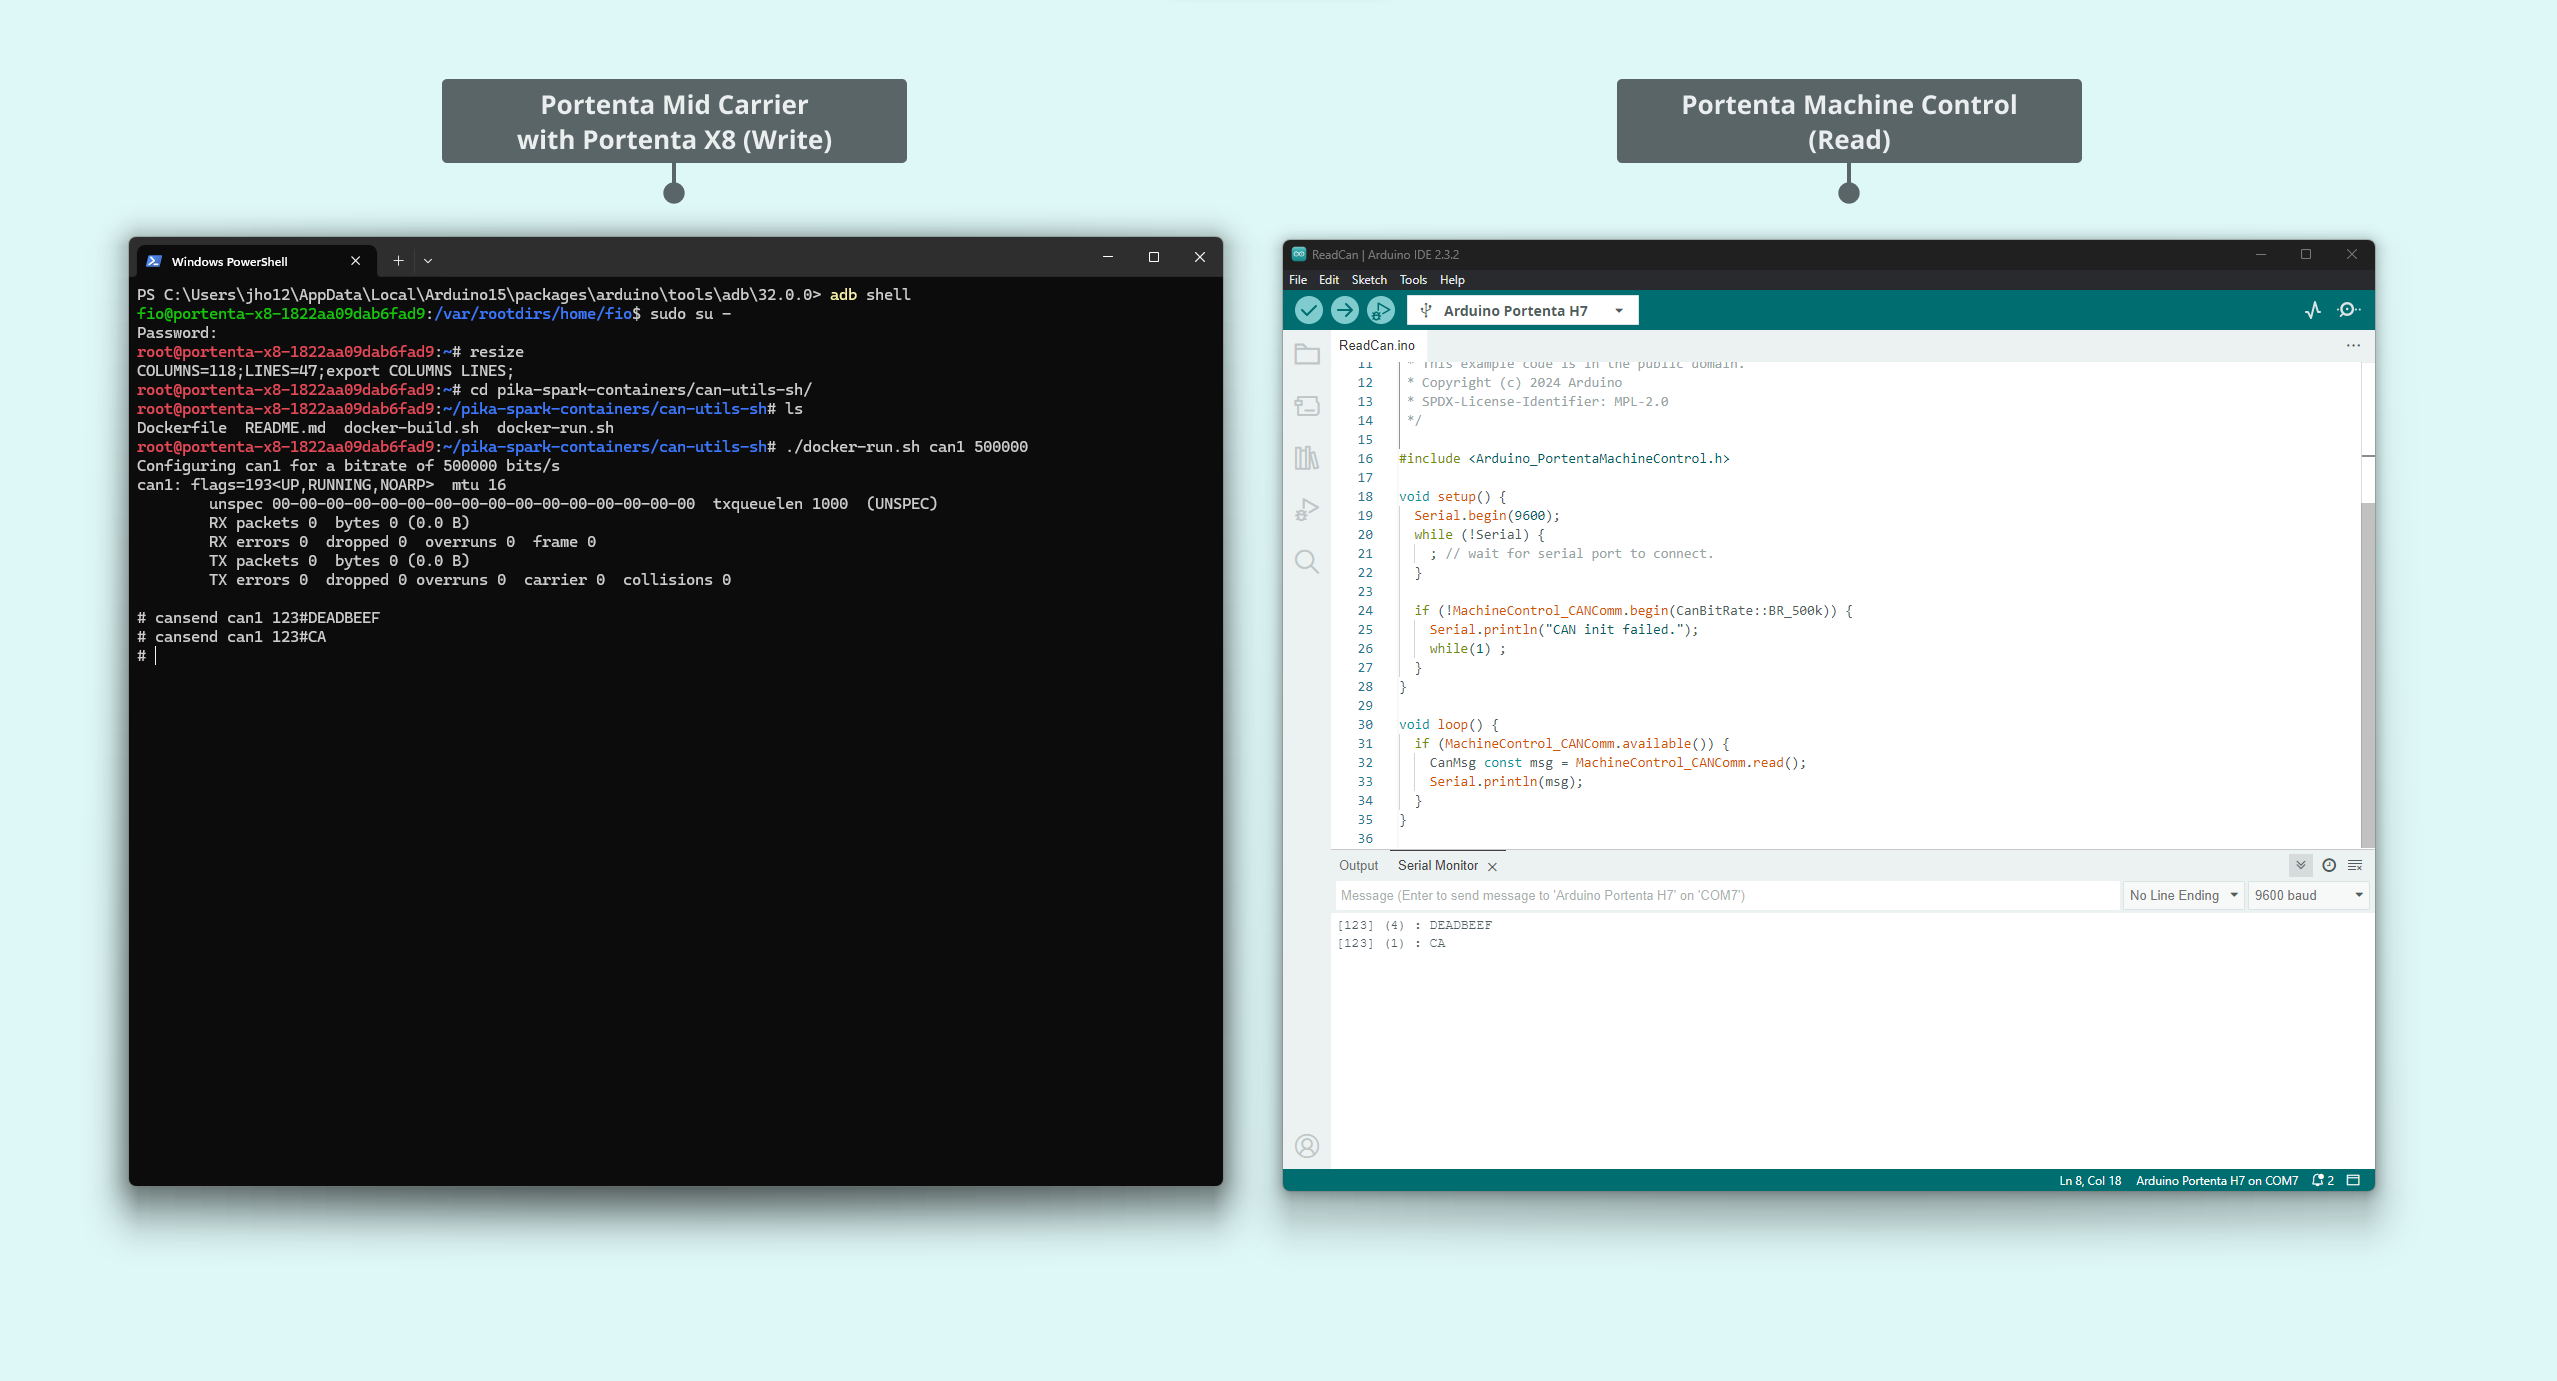 Portenta Mid Carrier
with Portenta X8 (Write)
Portenta Machine Control
(Read)
Windows PowerShell
PS C:\Users\jho12\AppData\Local\Arduino15\packages\arduino\tools\adb\32.0.0> adb shell
fio@portenta-x8-1822aa09dab6fad9:/var/rootdirs/home/fio$ sudo su -
Password:
root@portenta-x8-1822aa09dab6fad9:~# resize
COLUMNS=118;LINES=47;export COLUMNS LINES;
root@portenta-x8-1822aa09dab6fad9:~# cd pika-spark-containers/can-utils-sh/
root@portenta-x8-1822aa09dab6fad9:~/pika-spark-containers/can-utils-sh# ls
Dockerfile  README.md  docker-build.sh  docker-run.sh
root@portenta-x8-1822aa09dab6fad9:~/pika-spark-containers/can-utils-sh# ./docker-run.sh can1 500000
Configuring can1 for a bitrate of 500000 bits/s
can1: flags=193<UP,RUNNING,NOARP>  mtu 16
unspec 00-00-00-00-00-00-00-00-00-00-00-00-00-00-00-00  txqueuelen 1000  (UNSPEC)
RX packets 0  bytes 0 (0.0 B)
RX errors 0  dropped 0  overruns 0  frame 0
TX packets 0  bytes 0 (0.0 B)
TX errors 0  dropped 0 overruns 0  carrier 0  collisions 0
# cansend can1 123#DEADBEEF
# cansend can1 123#CA
#
ReadCan | Arduino IDE 2.3.2
File Edit Sketch Tools Help
Arduino Portenta H7
ReadCan.ino
11 * This example code is in the public domain.
12 * Copyright (c) 2024 Arduino
13 * SPDX-License-Identifier: MPL-2.0
14 */
15
16 #include <Arduino_PortentaMachineControl.h>
17
18 void setup() {
19 Serial.begin(9600);
20 while (!Serial) {
21 ; // wait for serial port to connect.
22 }
23
24 if (!MachineControl_CANComm.begin(CanBitRate::BR_500k)) {
25 Serial.println("CAN init failed.");
26 while(1) ;
27 }
28 }
29
30 void loop() {
31 if (MachineControl_CANComm.available()) {
32 CanMsg const msg = MachineControl_CANComm.read();
33 Serial.println(msg);
34 }
35 }
36
Output Serial Monitor
Message (Enter to send message to 'Arduino Portenta H7' on 'COM7')
No Line Ending
9600 baud
[123] (4) : DEADBEEF
[123] (1) : CA
Ln 8, Col 18 Arduino Portenta H7 on COM7 2